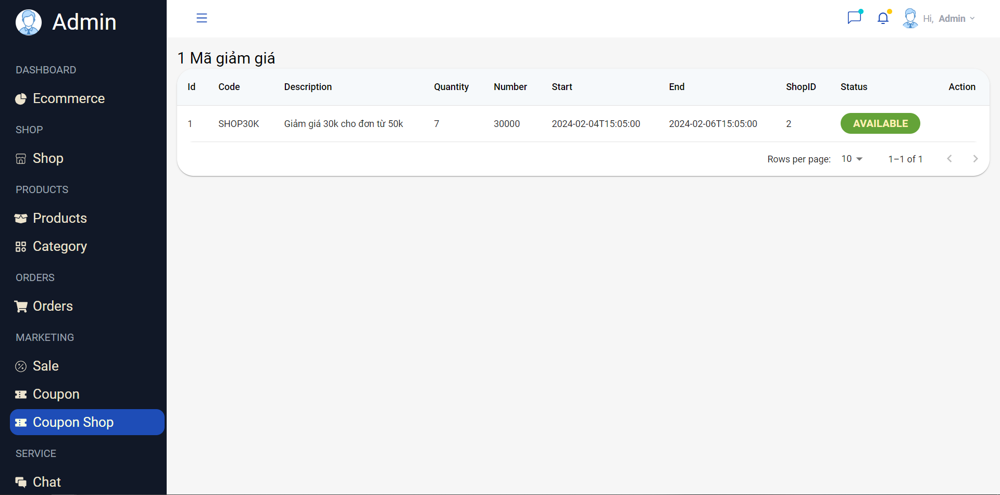 Admin
DASHBOARD
Ecommerce
SHOP
Shop
PRODUCTS
Products
Category
ORDERS
Orders
MARKETING
Sale
Coupon
Coupon Shop
SERVICE
Chat
Hi, Admin
1 Mã giảm giá
Id Code Description Quantity Number Start End ShopID Status Action
1 SHOP30K Giảm giá 30k cho đơn từ 50k 7 30000 2024-02-04T15:05:00 2024-02-06T15:05:00 2 AVAILABLE
Rows per page: 10 1–1 of 1